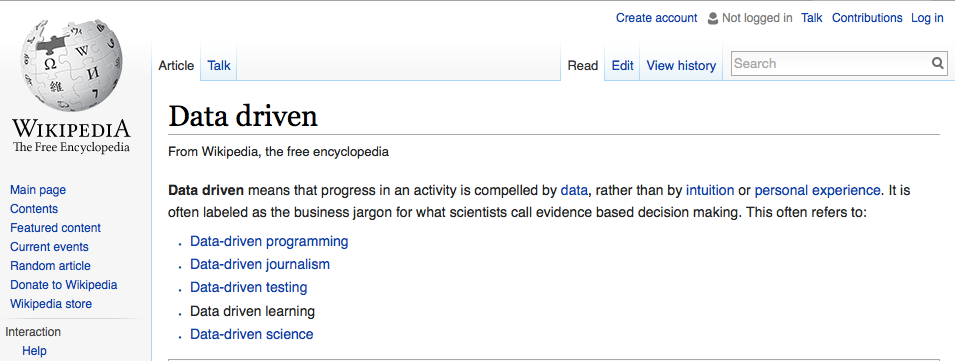 Create account Not logged in Talk Contributions Log in
Article Talk Read Edit View history Search
WIKIPEDIA
The Free Encyclopedia
Data driven
From Wikipedia, the free encyclopedia
Main page
Contents
Featured content
Current events
Random article
Donate to Wikipedia
Wikipedia store
Interaction
Help
Data driven means that progress in an activity is compelled by data, rather than by intuition or personal experience. It is
often labeled as the business jargon for what scientists call evidence based decision making. This often refers to:
Data-driven programming
Data-driven journalism
Data-driven testing
Data driven learning
Data-driven science